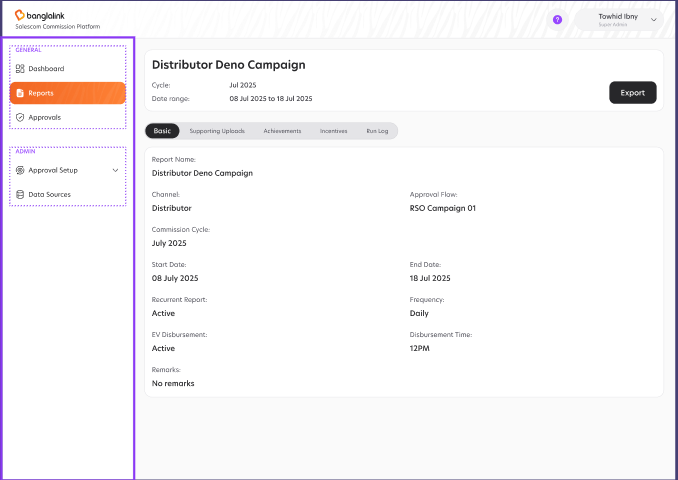 banglalink
Salescom Commission Platform
?
Towhid Ibny
Super Admin
GENERAL
Dashboard
Reports
Approvals
ADMIN
Approval Setup
Data Sources
Distributor Deno Campaign
Cycle: Jul 2025
Date range: 08 Jul 2025 to 18 Jul 2025
Export
Basic Supporting Uploads Achievements Incentives Run Log
Report Name:
Distributor Deno Campaign
Channel: Approval Flow:
Distributor RSO Campaign 01
Commission Cycle:
July 2025
Start Date: End Date:
08 July 2025 18 Jul 2025
Recurrent Report: Frequency:
Active Daily
EV Disbursement: Disbursement Time:
Active 12PM
Remarks:
No remarks